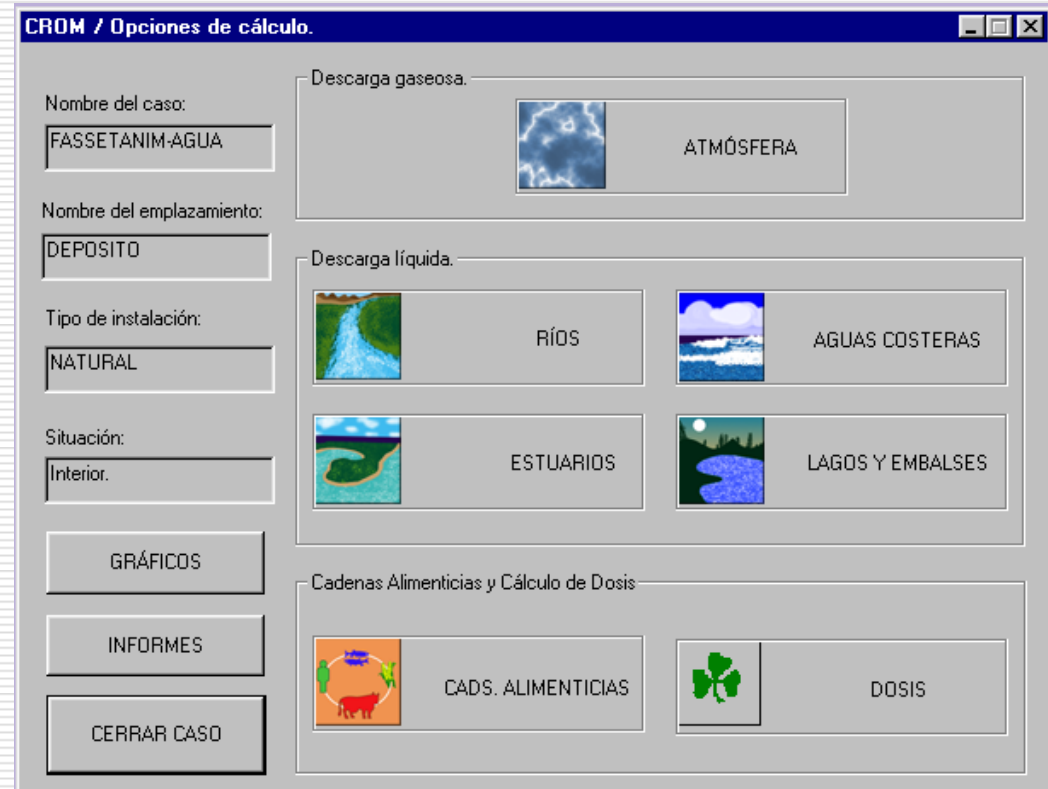 CROM / Opciones de cálculo.
Nombre del caso:
FASSETANIM-AGUA
Nombre del emplazamiento:
DEPOSITO
Tipo de instalación:
NATURAL
Situación:
Interior.
GRÁFICOS
INFORMES
CERRAR CASO
Descarga gaseosa.
ATMÓSFERA
Descarga líquida.
RÍOS
AGUAS COSTERAS
ESTUARIOS
LAGOS Y EMBALSES
Cadenas Alimenticias y Cálculo de Dosis
CADS. ALIMENTICIAS
DOSIS